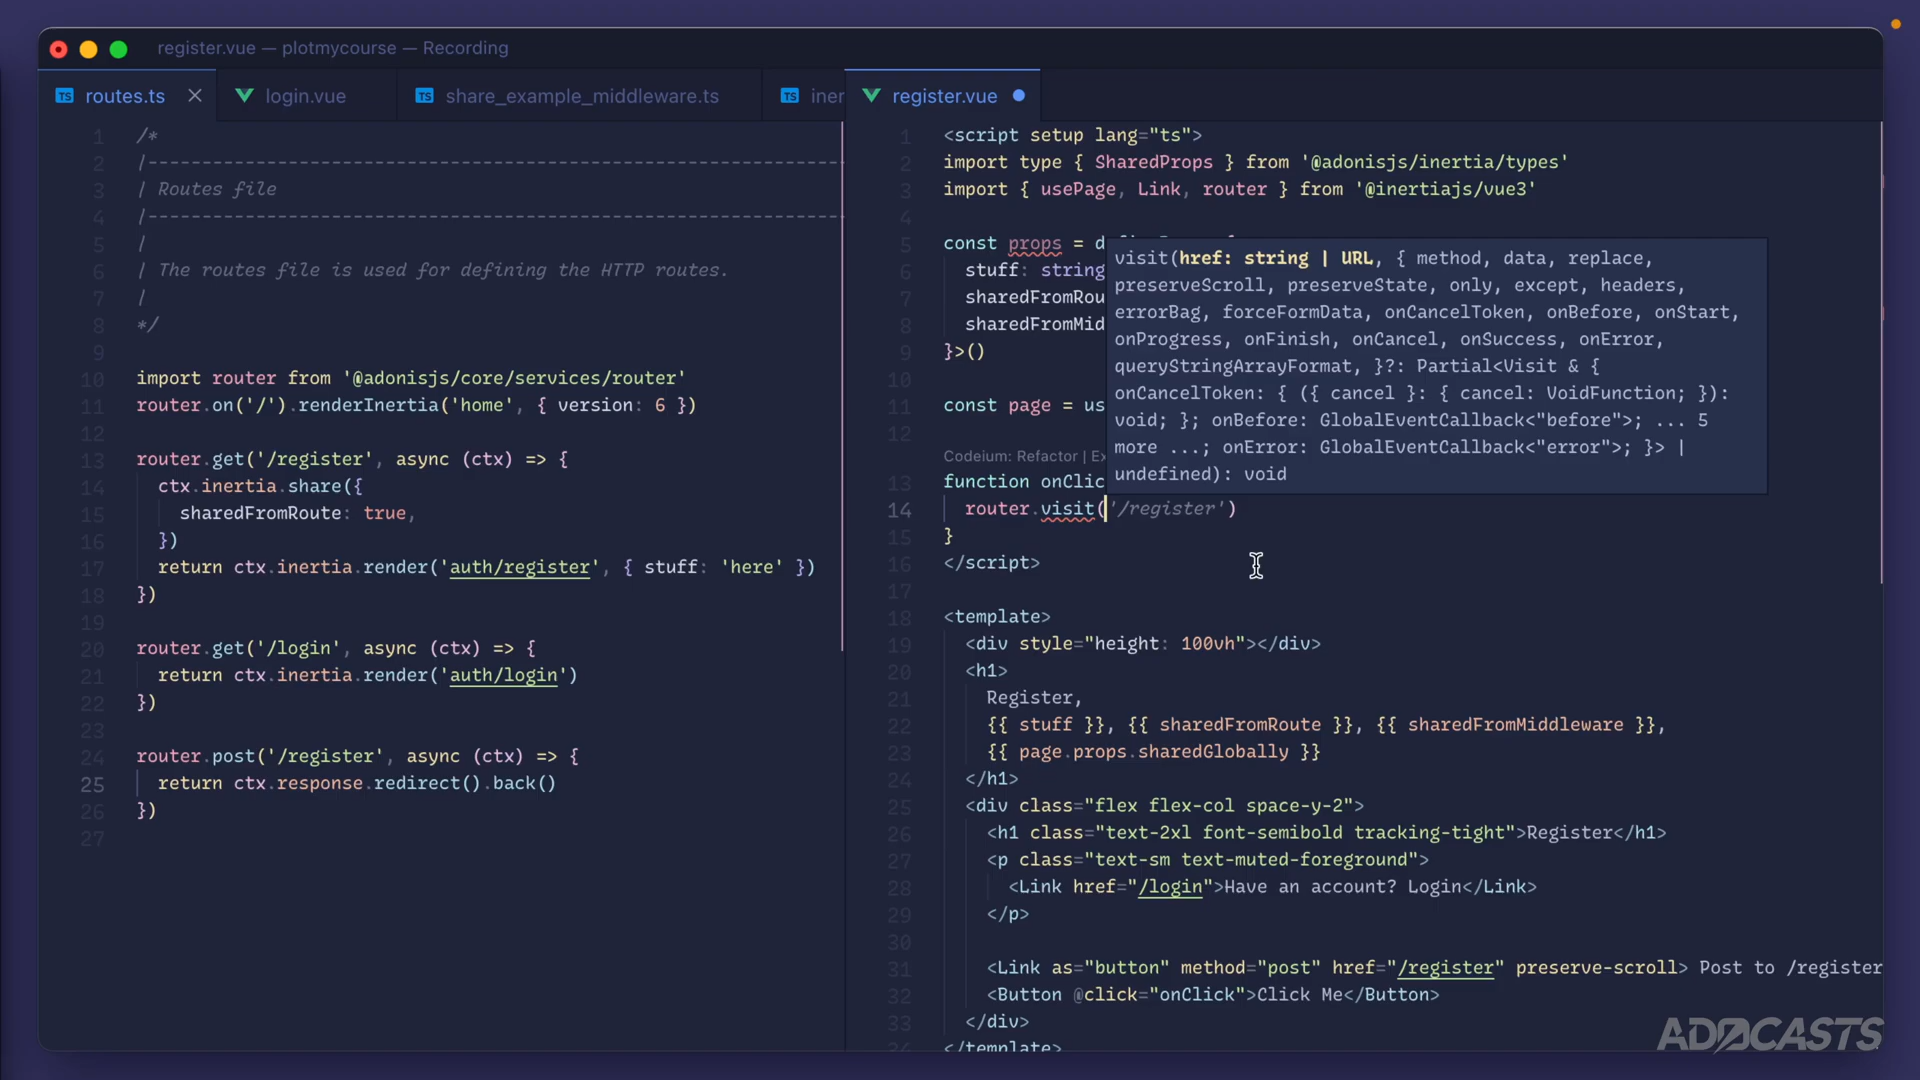 register.vue — plotmycourse — Recording
routes.ts
login.vue
share_example_middleware.ts
iner
register.vue
1 /*
2 |------------------------------------------------------------------
3 | Routes file
4 |------------------------------------------------------------------
5 |
6 | The routes file is used for defining the HTTP routes.
7 |
8 */
9
10 import router from '@adonisjs/core/services/router'
11 router.on('/').renderInertia('home', { version: 6 })
12
13 router.get('/register', async (ctx) => {
14 ctx.inertia.share({
15 sharedFromRoute: true,
16 })
17 return ctx.inertia.render('auth/register', { stuff: 'here' })
18 })
19
20 router.get('/login', async (ctx) => {
21 return ctx.inertia.render('auth/login')
22 })
23
24 router.post('/register', async (ctx) => {
25 return ctx.response.redirect().back()
26 })
27
1 <script setup lang="ts">
2 import type { SharedProps } from '@adonisjs/inertia/types'
3 import { usePage, Link, router } from '@inertiajs/vue3'
4
5 const props = d
6 stuff: string
7 sharedFromRou
8 sharedFromMid
9 }>()
10
11 const page = us
12
Codeium: Refactor | Ex
13 function onClic
14 router.visit('/register')
15 }
16 </script>
17
18 <template>
19 <div style="height: 100vh"></div>
20 <h1>
21 Register,
22 {{ stuff }}, {{ sharedFromRoute }}, {{ sharedFromMiddleware }},
23 {{ page.props.sharedGlobally }}
24 </h1>
25 <div class="flex flex-col space-y-2">
26 <h1 class="text-2xl font-semibold tracking-tight">Register</h1>
27 <p class="text-sm text-muted-foreground">
28 <Link href="/login">Have an account? Login</Link>
29 </p>
30
31 <Link as="button" method="post" href="/register" preserve-scroll> Post to /register
32 <Button @click="onClick">Click Me</Button>
33 </div>
34 </template>
visit(href: string | URL, { method, data, replace,
preserveScroll, preserveState, only, except, headers,
errorBag, forceFormData, onCancelToken, onBefore, onStart,
onProgress, onFinish, onCancel, onSuccess, onError,
queryStringArrayFormat, }?: Partial<Visit & {
onCancelToken: { ({ cancel }: { cancel: VoidFunction; }):
void; }; onBefore: GlobalEventCallback<"before">; ... 5
more ...; onError: GlobalEventCallback<"error">; }> |
undefined): void
ADOCASTS